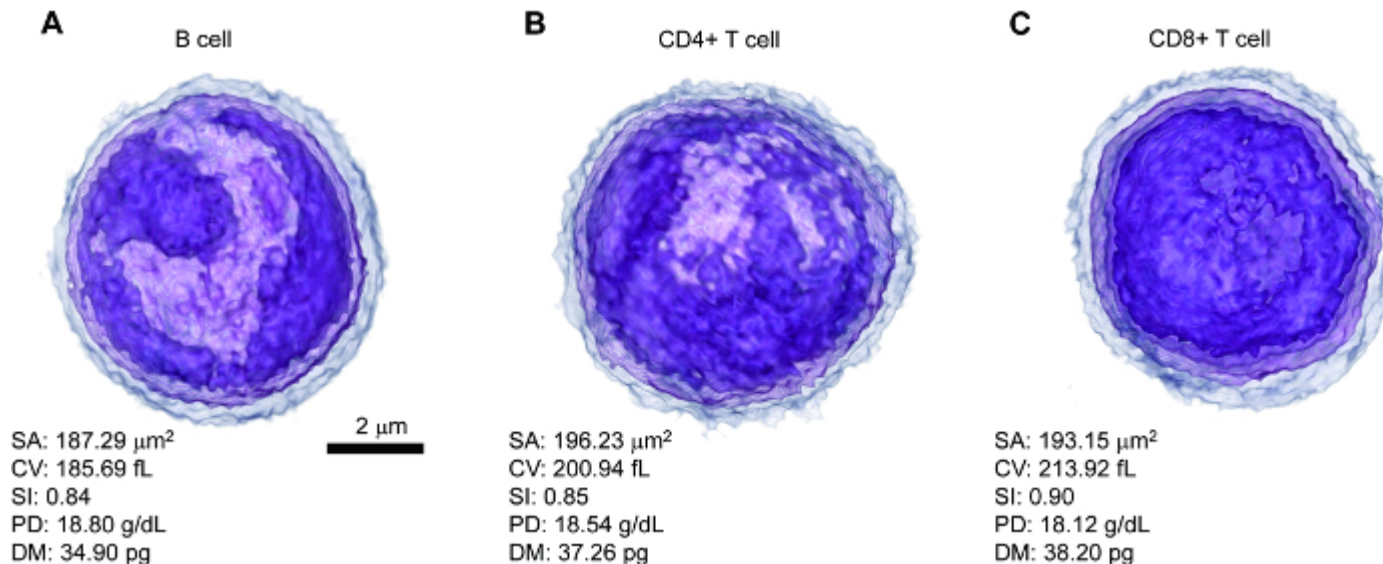 A
B cell
SA: 187.29 μm²
CV: 185.69 fL
SI: 0.84
PD: 18.80 g/dL
DM: 34.90 pg
2 μm
B
CD4+ T cell
SA: 196.23 μm²
CV: 200.94 fL
SI: 0.85
PD: 18.54 g/dL
DM: 37.26 pg
C
CD8+ T cell
SA: 193.15 μm²
CV: 213.92 fL
SI: 0.90
PD: 18.12 g/dL
DM: 38.20 pg